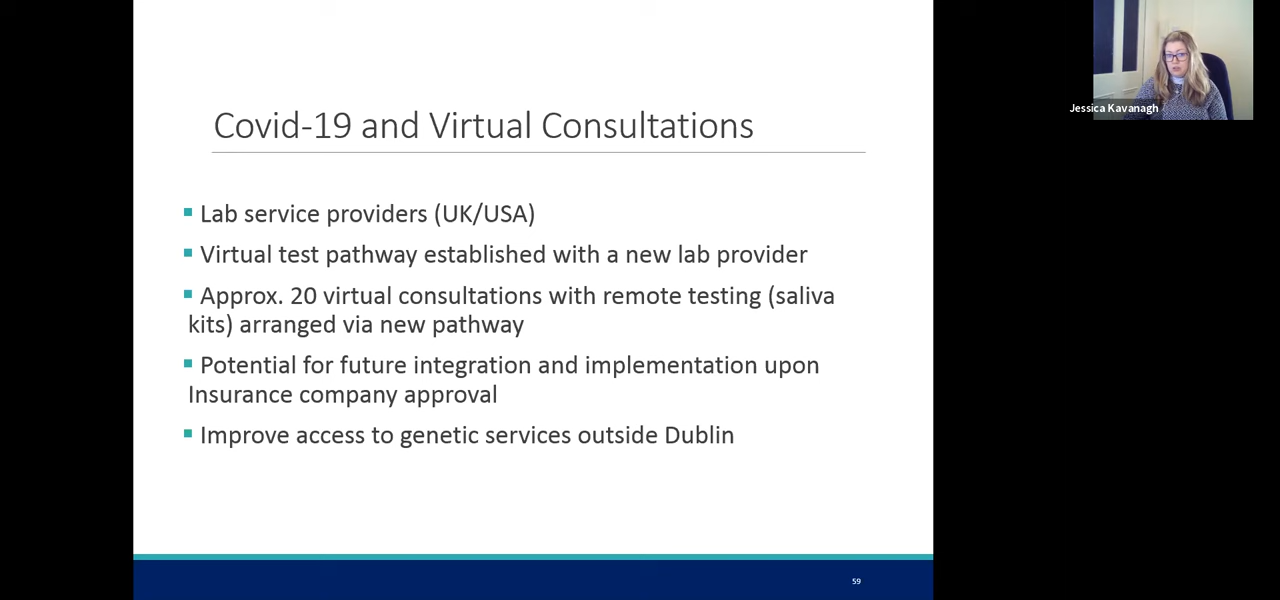 Jessica Kavanagh
Covid-19 and Virtual Consultations
Lab service providers (UK/USA)
Virtual test pathway established with a new lab provider
Approx. 20 virtual consultations with remote testing (saliva
kits) arranged via new pathway
Potential for future integration and implementation upon
Insurance company approval
Improve access to genetic services outside Dublin
59